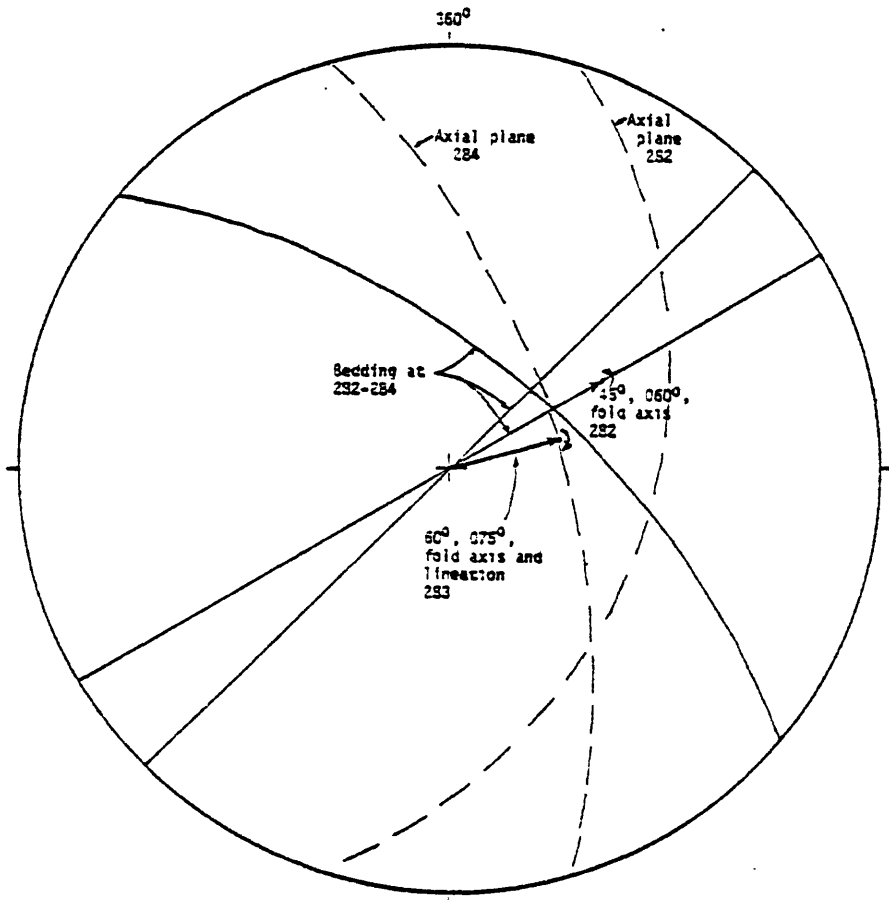 360°
Axial plane
284
Axial
plane
282
Bedding at
282-284
45°, 060°,
fold axis
282
60°, 075°,
fold axis and
lineation
283